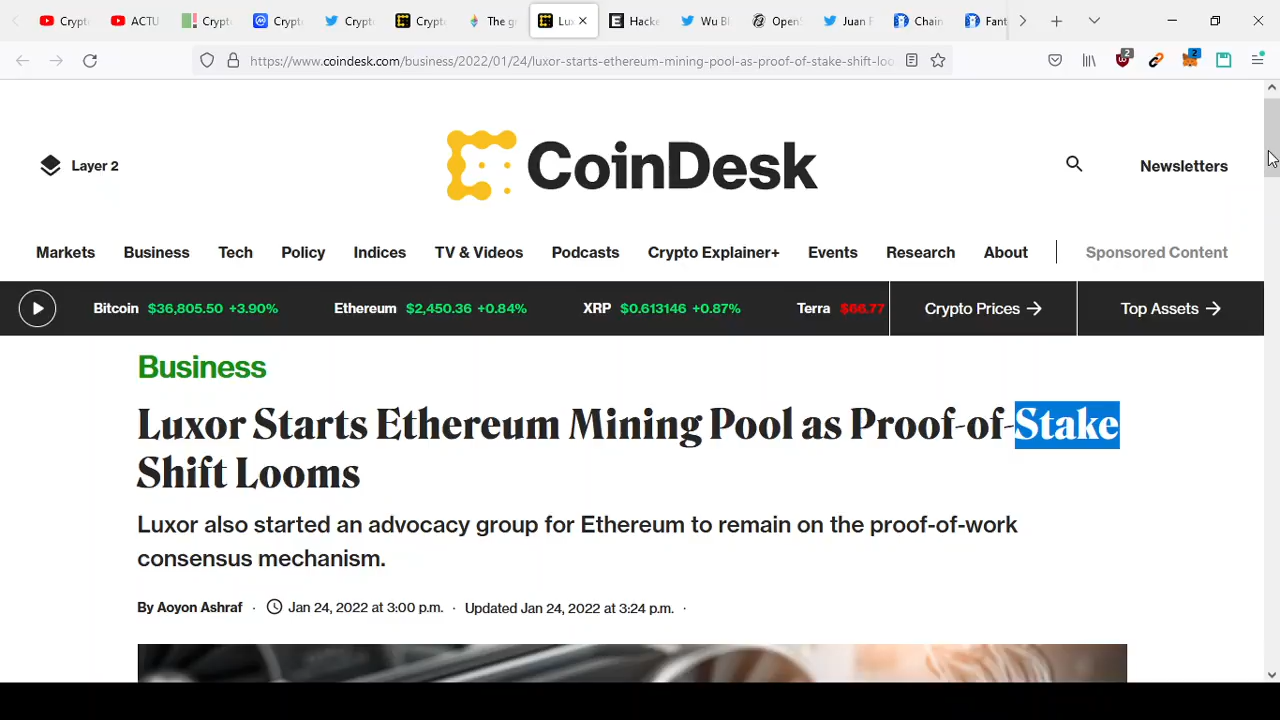 Crypt
ACTU
Crypt
Crypt
Crypt
Crypt
The g
Lu
Hacke
Wu Bl
OpenS
Juan F
Chain
Fant
https://www.coindesk.com/business/2022/01/24/luxor-starts-ethereum-mining-pool-as-proof-of-stake-shift-loo
2
2
Layer 2
CoinDesk
Newsletters
Markets Business Tech Policy Indices TV & Videos Podcasts Crypto Explainer+ Events Research About Sponsored Content
Bitcoin $36,805.50 +3.90% Ethereum $2,450.36 +0.84% XRP $0.613146 +0.87% Terra $66.77 Crypto Prices → Top Assets →
Business
Luxor Starts Ethereum Mining Pool as Proof-of-Stake
Shift Looms
Luxor also started an advocacy group for Ethereum to remain on the proof-of-work
consensus mechanism.
By Aoyon Ashraf · Jan 24, 2022 at 3:00 p.m. · Updated Jan 24, 2022 at 3:24 p.m. ·